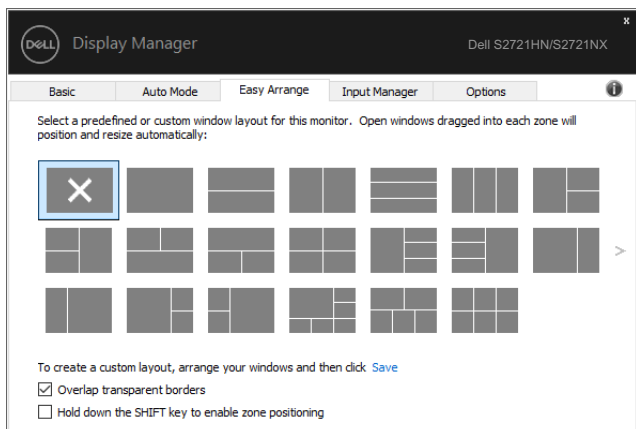 x
DELL Display Manager Dell S2721HN/S2721NX
Basic Auto Mode Easy Arrange Input Manager Options i
Select a predefined or custom window layout for this monitor. Open windows dragged into each zone will
position and resize automatically:
>
To create a custom layout, arrange your windows and then click Save
Overlap transparent borders
Hold down the SHIFT key to enable zone positioning